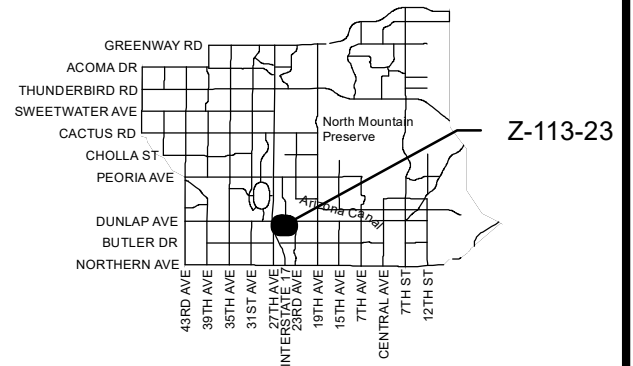 GREENWAY RD
ACOMA DR
THUNDERBIRD RD
SWEETWATER AVE
CACTUS RD
CHOLLA ST
PEORIA AVE
DUNLAP AVE
BUTLER DR
NORTHERN AVE
North Mountain
Preserve
Z-113-23
Arizona Canal
43RD AVE
39TH AVE
35TH AVE
31ST AVE
27TH AVE
INTERSTATE 17
23RD AVE
19TH AVE
15TH AVE
7TH AVE
CENTRAL AVE
7TH ST
12TH ST